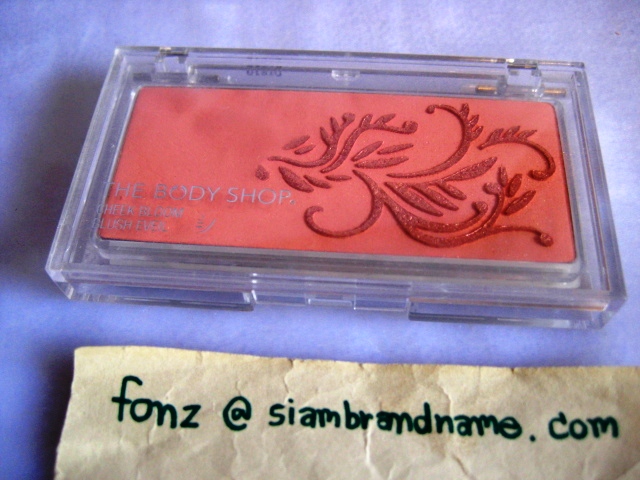 THE BODY SHOP®
fonz @ siambrandname.com